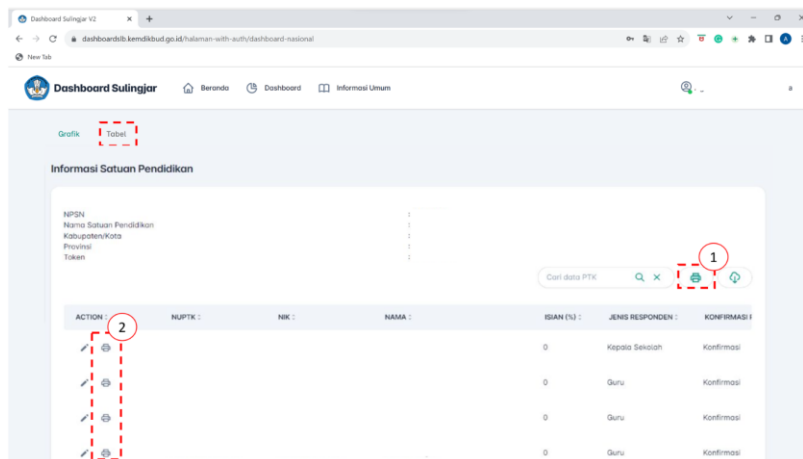 Dashboard Sulingjar V2
dashboardslb.kemdikbud.go.id/halaman-with-auth/dashboard-nasional
New Tab
Dashboard Sulingjar Beranda Dashboard Informasi Umum
a
Grafik Tabel
Informasi Satuan Pendidikan
NPSN :
Nama Satuan Pendidikan :
Kabupaten/Kota :
Provinsi :
Token :
1
Cari data PTK
ACTION NUPTK NIK NAMA ISIAN (%) JENIS RESPONDEN KONFIRMASI
2
0 Kepala Sekolah Konfirmasi
0 Guru Konfirmasi
0 Guru Konfirmasi
0 Guru Konfirmasi